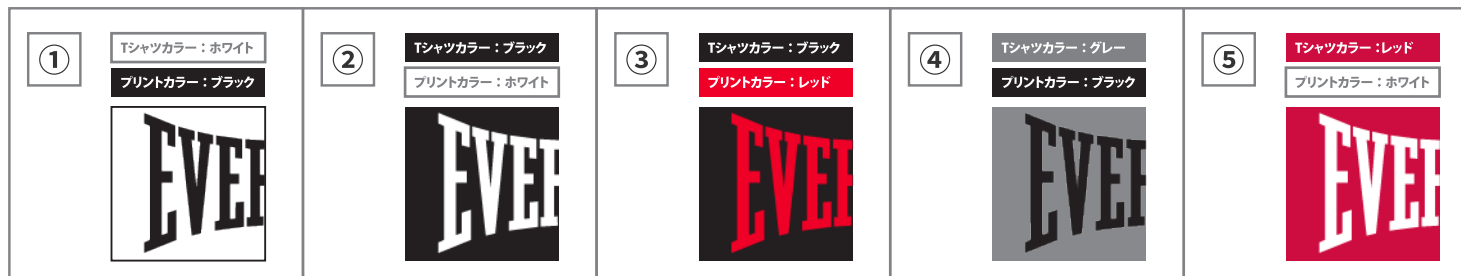 ①
Tシャツカラー：ホワイト
プリントカラー：ブラック
EVE
②
Tシャツカラー：ブラック
プリントカラー：ホワイト
EVE
③
Tシャツカラー：ブラック
プリントカラー：レッド
EVE
④
Tシャツカラー：グレー
プリントカラー：ブラック
EVE
⑤
Tシャツカラー：レッド
プリントカラー：ホワイト
EVE